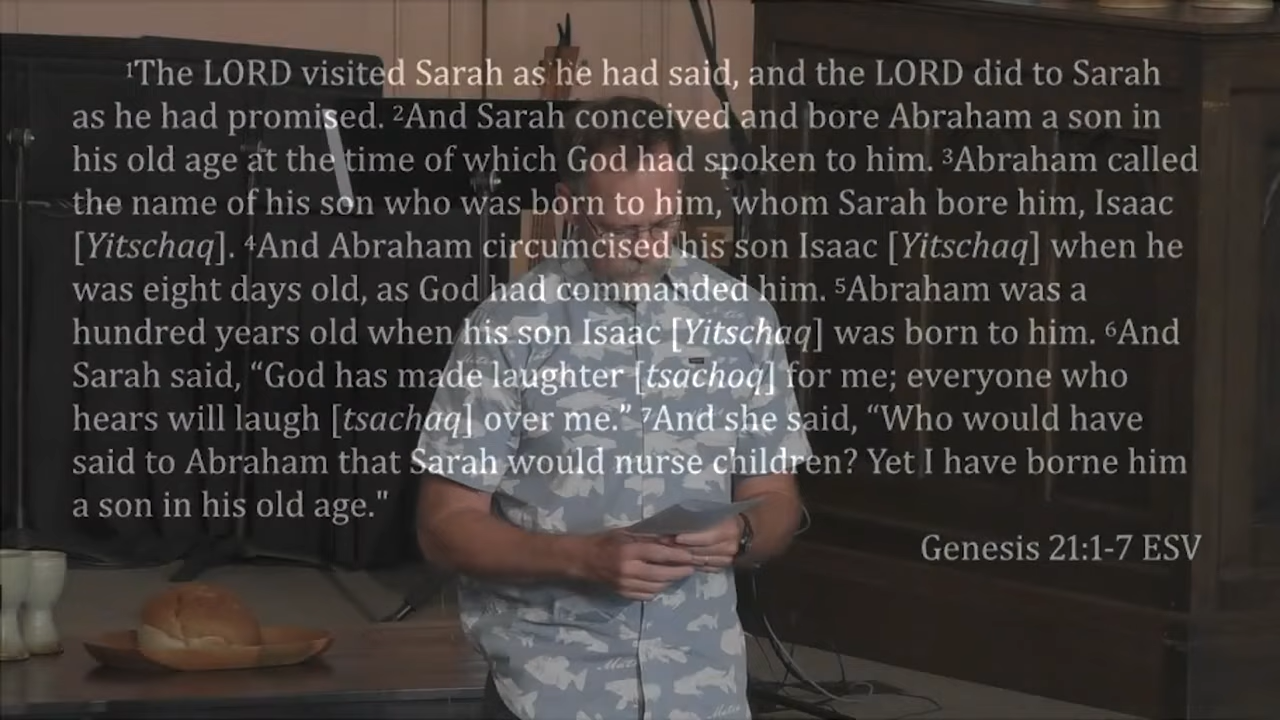 ¹The LORD visited Sarah as he had said, and the LORD did to Sarah
as he had promised. ²And Sarah conceived and bore Abraham a son in
his old age at the time of which God had spoken to him. ³Abraham called
the name of his son who was born to him, whom Sarah bore him, Isaac
[Yitschaq]. ⁴And Abraham circumcised his son Isaac [Yitschaq] when he
was eight days old, as God had commanded him. ⁵Abraham was a
hundred years old when his son Isaac [Yitschaq] was born to him. ⁶And
Sarah said, “God has made laughter [tsachoq] for me; everyone who
hears will laugh [tsachaq] over me.” ⁷And she said, “Who would have
said to Abraham that Sarah would nurse children? Yet I have borne him
a son in his old age."
Genesis 21:1-7 ESV